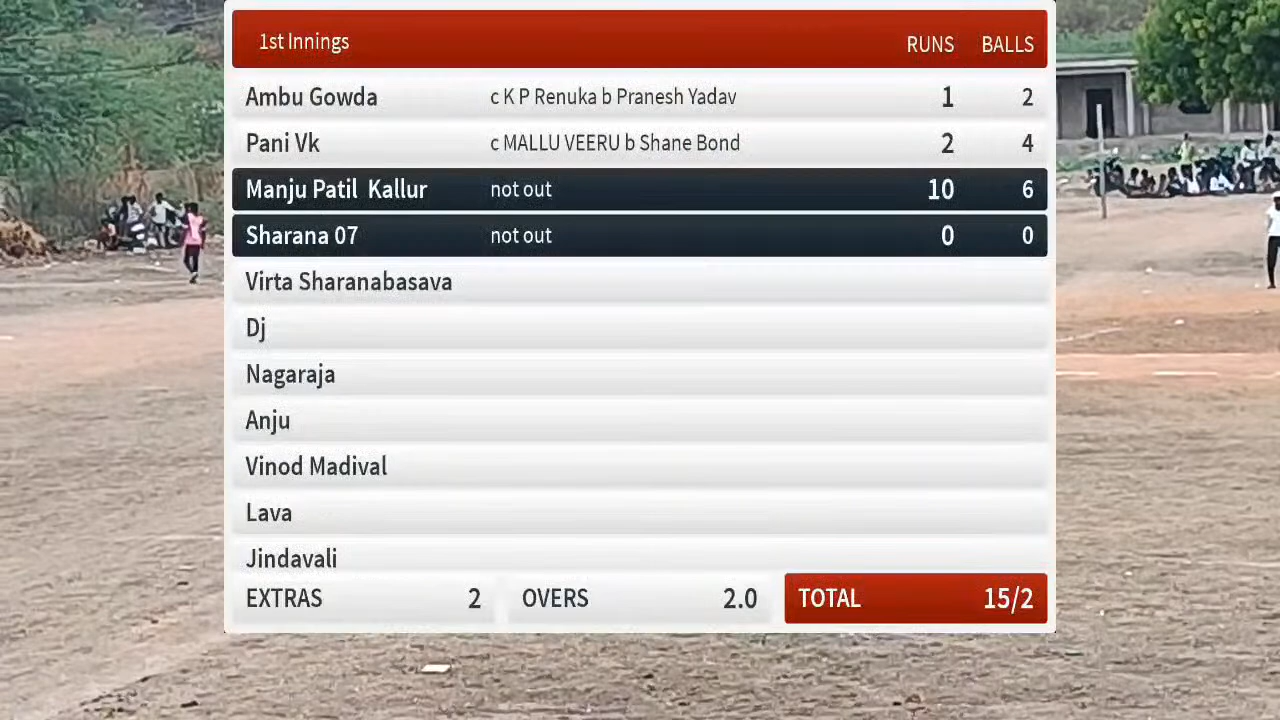 1st Innings RUNS BALLS
Ambu Gowda c K P Renuka b Pranesh Yadav 1 2
Pani Vk c MALLU VEERU b Shane Bond 2 4
Manju Patil Kallur not out 10 6
Sharana 07 not out 0 0
Virta Sharanabasava
Dj
Nagaraja
Anju
Vinod Madival
Lava
Jindavali
EXTRAS 2 OVERS 2.0 TOTAL 15/2